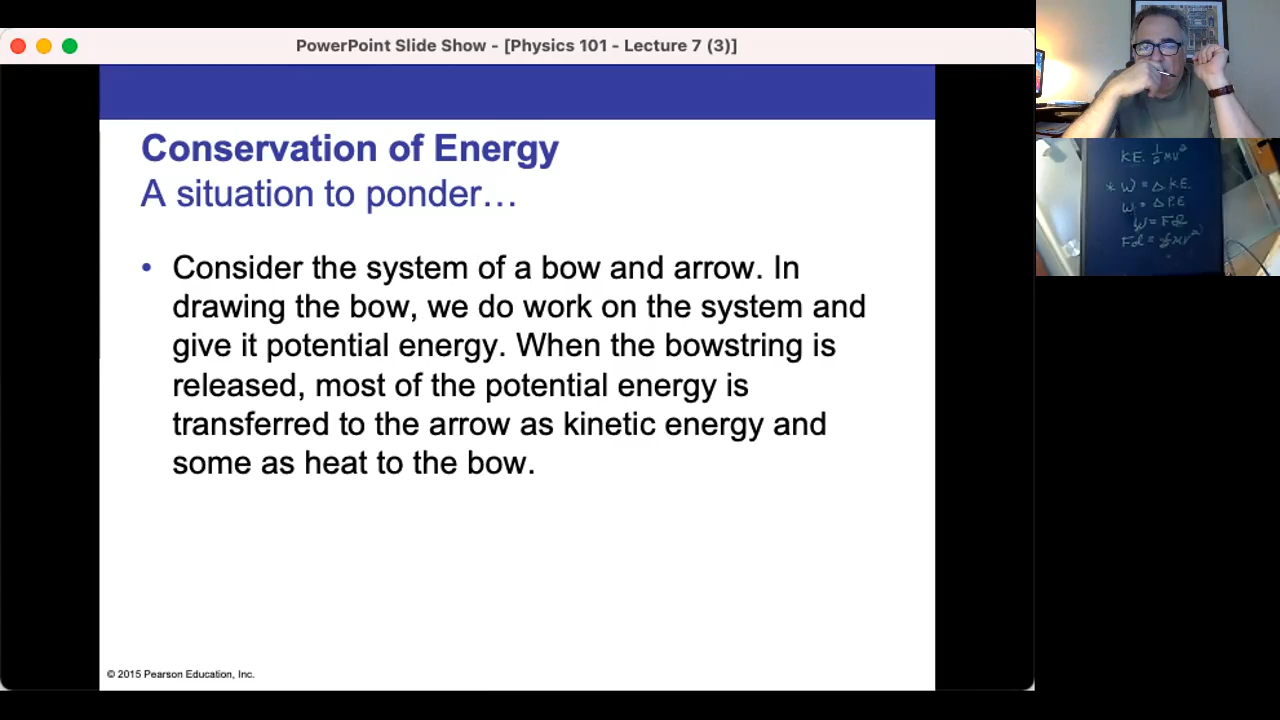 PowerPoint Slide Show - [Physics 101 - Lecture 7 (3)]
Conservation of Energy
A situation to ponder…
• Consider the system of a bow and arrow. In
drawing the bow, we do work on the system and
give it potential energy. When the bowstring is
released, most of the potential energy is
transferred to the arrow as kinetic energy and
some as heat to the bow.
© 2015 Pearson Education, Inc.
K.E. ½mv²
* W = Δ K.E.
W = Δ P.E
W = Fd
Fd =